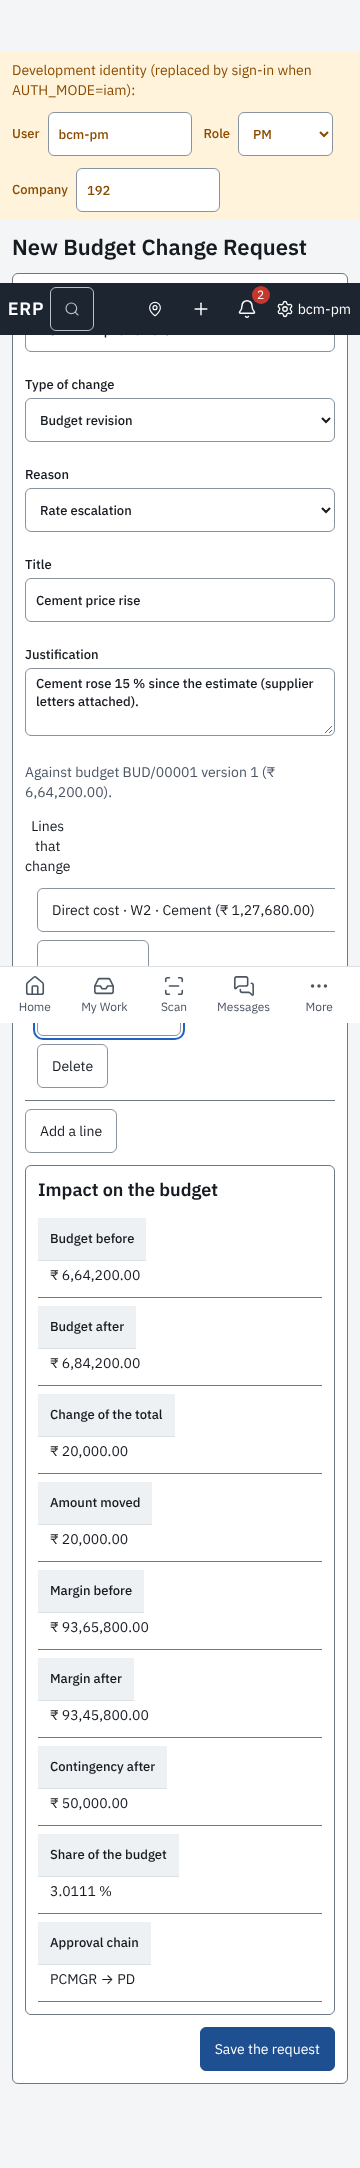 Development identity (replaced by sign-in when
AUTH_MODE=iam):
User bcm-pm Role PM
Company 192
New Budget Change Request
ERP 2 bcm-pm
Type of change
Budget revision
Reason
Rate escalation
Title
Cement price rise
Justification
Cement rose 15 % since the estimate (supplier
letters attached).
Against budget BUD/00001 version 1 (₹
6,64,200.00).
Lines
that
change
Direct cost · W2 · Cement (₹ 1,27,680.00)
Home My Work Scan Messages More
Delete
Add a line
Impact on the budget
Budget before
₹ 6,64,200.00
Budget after
₹ 6,84,200.00
Change of the total
₹ 20,000.00
Amount moved
₹ 20,000.00
Margin before
₹ 93,65,800.00
Margin after
₹ 93,45,800.00
Contingency after
₹ 50,000.00
Share of the budget
3.0111 %
Approval chain
PCMGR → PD
Save the request